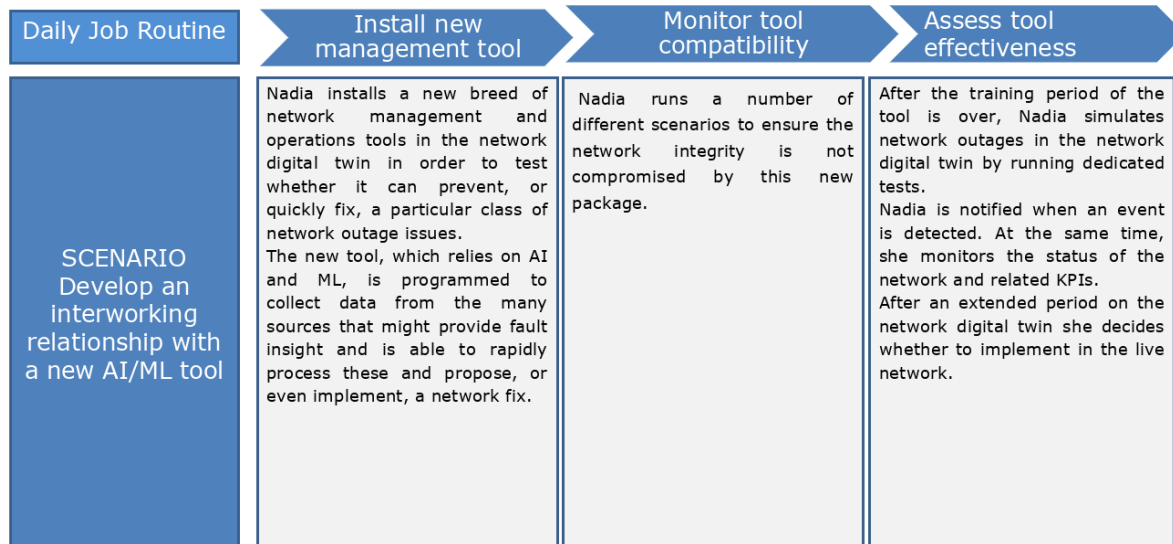 Daily Job Routine
Install new
management tool
Monitor tool
compatibility
Assess tool
effectiveness
SCENARIO
Develop an
interworking
relationship with
a new AI/ML tool
Nadia installs a new breed of
network management and
operations tools in the network
digital twin in order to test
whether it can prevent, or
quickly fix, a particular class of
network outage issues.
The new tool, which relies on AI
and ML, is programmed to
collect data from the many
sources that might provide fault
insight and is able to rapidly
process these and propose, or
even implement, a network fix.
Nadia runs a number of
different scenarios to ensure the
network integrity is not
compromised by this new
package.
After the training period of the
tool is over, Nadia simulates
network outages in the network
digital twin by running dedicated
tests.
Nadia is notified when an event
is detected. At the same time,
she monitors the status of the
network and related KPIs.
After an extended period on the
network digital twin she decides
whether to implement in the live
network.